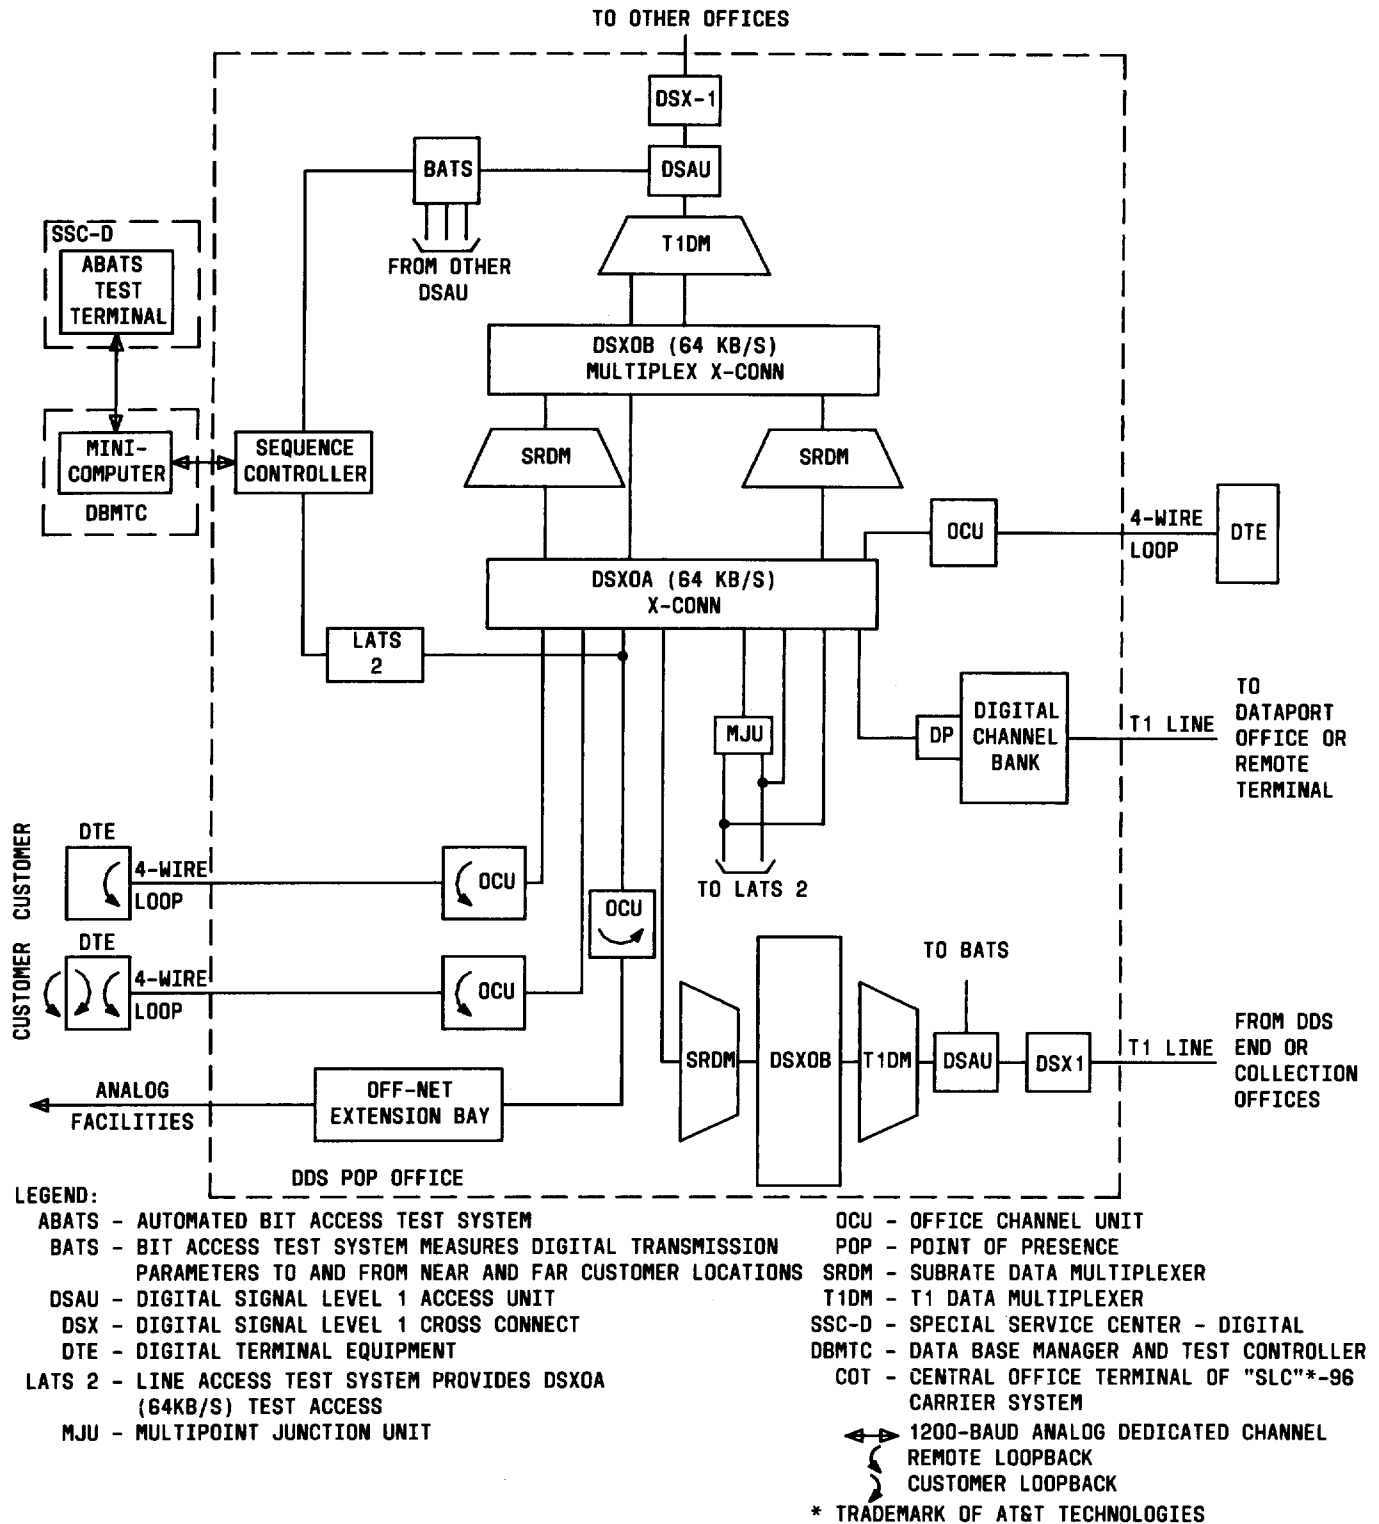 TO OTHER OFFICES
DSX-1
BATS
DSAU
T1DM
FROM OTHER
DSAU
SSC-D
ABATS
TEST
TERMINAL
DSX0B (64 KB/S)
MULTIPLEX X-CONN
MINI-
COMPUTER
DBMTC
SEQUENCE
CONTROLLER
SRDM
SRDM
OCU
4-WIRE
LOOP
DTE
DSX0A (64 KB/S)
X-CONN
LATS
2
MJU
DP
DIGITAL
CHANNEL
BANK
T1 LINE
TO
DATAPORT
OFFICE OR
REMOTE
TERMINAL
TO LATS 2
CUSTOMER
DTE
4-WIRE
LOOP
OCU
OCU
CUSTOMER
DTE
4-WIRE
LOOP
OCU
TO BATS
SRDM
DSX0B
T1DM
DSAU
DSX1
T1 LINE
FROM DDS
END OR
COLLECTION
OFFICES
ANALOG
FACILITIES
OFF-NET
EXTENSION BAY
DDS POP OFFICE
LEGEND:
ABATS - AUTOMATED BIT ACCESS TEST SYSTEM
BATS - BIT ACCESS TEST SYSTEM MEASURES DIGITAL TRANSMISSION
PARAMETERS TO AND FROM NEAR AND FAR CUSTOMER LOCATIONS
DSAU - DIGITAL SIGNAL LEVEL 1 ACCESS UNIT
DSX - DIGITAL SIGNAL LEVEL 1 CROSS CONNECT
DTE - DIGITAL TERMINAL EQUIPMENT
LATS 2 - LINE ACCESS TEST SYSTEM PROVIDES DSX0A
(64KB/S) TEST ACCESS
MJU - MULTIPOINT JUNCTION UNIT
OCU - OFFICE CHANNEL UNIT
POP - POINT OF PRESENCE
SRDM - SUBRATE DATA MULTIPLEXER
T1DM - T1 DATA MULTIPLEXER
SSC-D - SPECIAL SERVICE CENTER - DIGITAL
DBMTC - DATA BASE MANAGER AND TEST CONTROLLER
COT - CENTRAL OFFICE TERMINAL OF "SLC"*-96
CARRIER SYSTEM
1200-BAUD ANALOG DEDICATED CHANNEL
REMOTE LOOPBACK
CUSTOMER LOOPBACK
* TRADEMARK OF AT&T TECHNOLOGIES